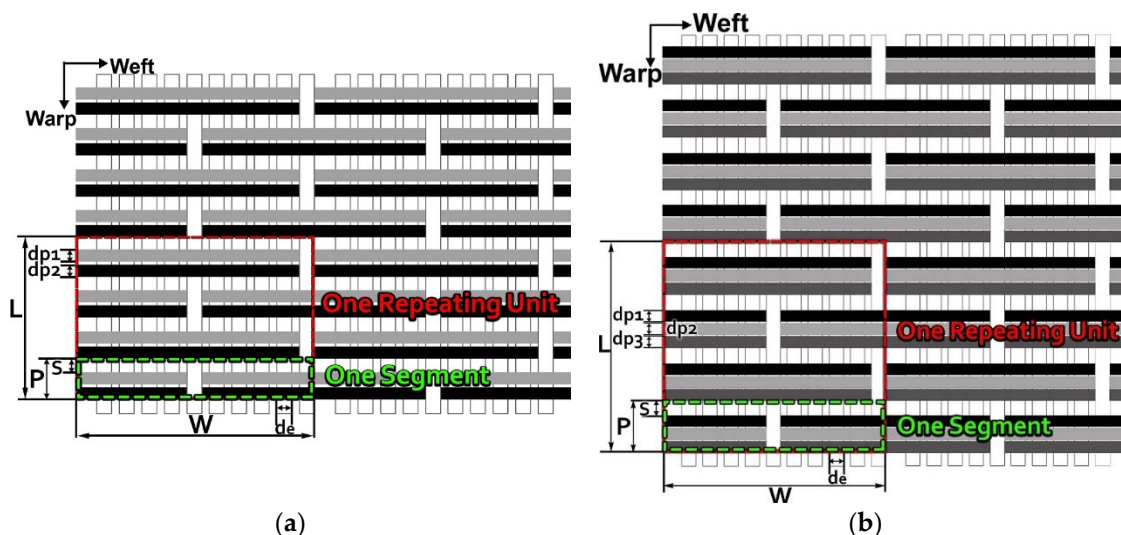 Weft
Warp
dp1
dp2
L
One Repeating Unit
S
P
One Segment
de
W
(a)
Weft
Warp
dp1
dp2
dp3
L
One Repeating Unit
S
P
One Segment
de
W
(b)